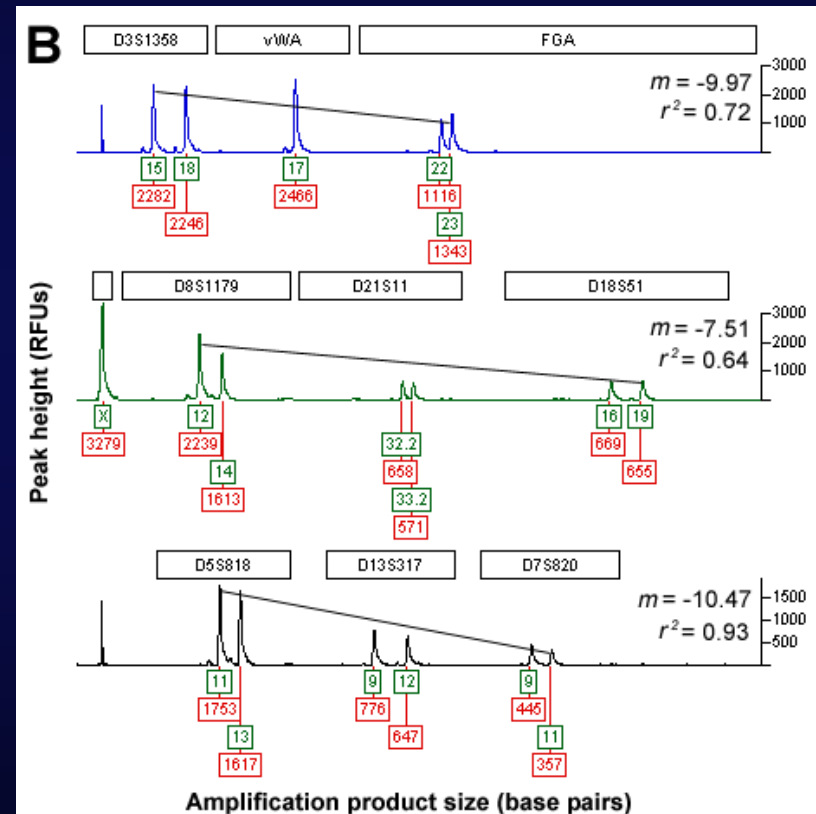 B
D3S1358 vWA FGA
m = -9.97
r² = 0.72
3000
2000
1000
15 18 17 22
2282 1116
2246 2466
23
1343
D8S1179 D21S11 D18S51
m = -7.51
r² = 0.64
3000
2000
1000
X 12 32.2 16 19
3279 2239 658 669 655
14 33.2
1613 571
D5S818 D13S317 D7S820
m = -10.47
r² = 0.93
1500
1000
500
11 9 12 9
1753 776 445
13 647 11
1617 357
Peak height (RFUs)
Amplification product size (base pairs)